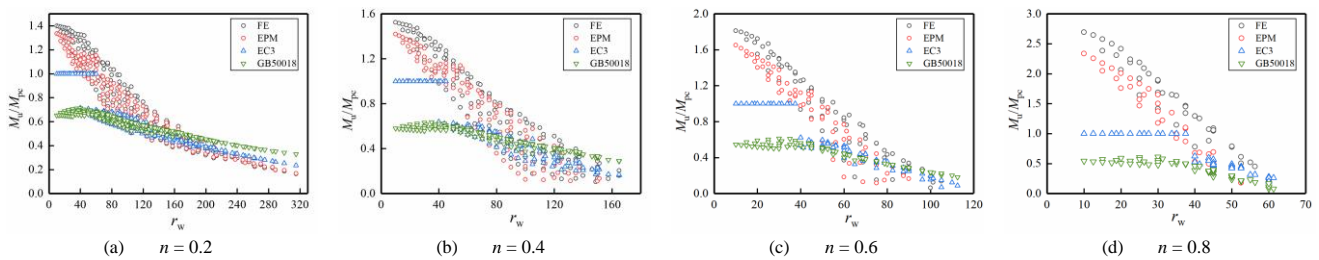 1.4
1.2
1.0
0.8
0.6
0.4
0.2
0.0
Mu/Mpc
FE
EPM
EC3
GB50018
0 40 80 120 160 200 240 280 320
rw
(a) n = 0.2
1.6
1.2
0.8
0.4
0.0
Mu/Mpc
FE
EPM
EC3
GB50018
0 40 80 120 160
rw
(b) n = 0.4
2.0
1.6
1.2
0.8
0.4
0.0
Mu/Mpc
FE
EPM
EC3
GB50018
0 20 40 60 80 100 120
rw
(c) n = 0.6
3.0
2.5
2.0
1.5
1.0
0.5
0.0
Mu/Mpc
FE
EPM
EC3
GB50018
0 10 20 30 40 50 60 70
rw
(d) n = 0.8